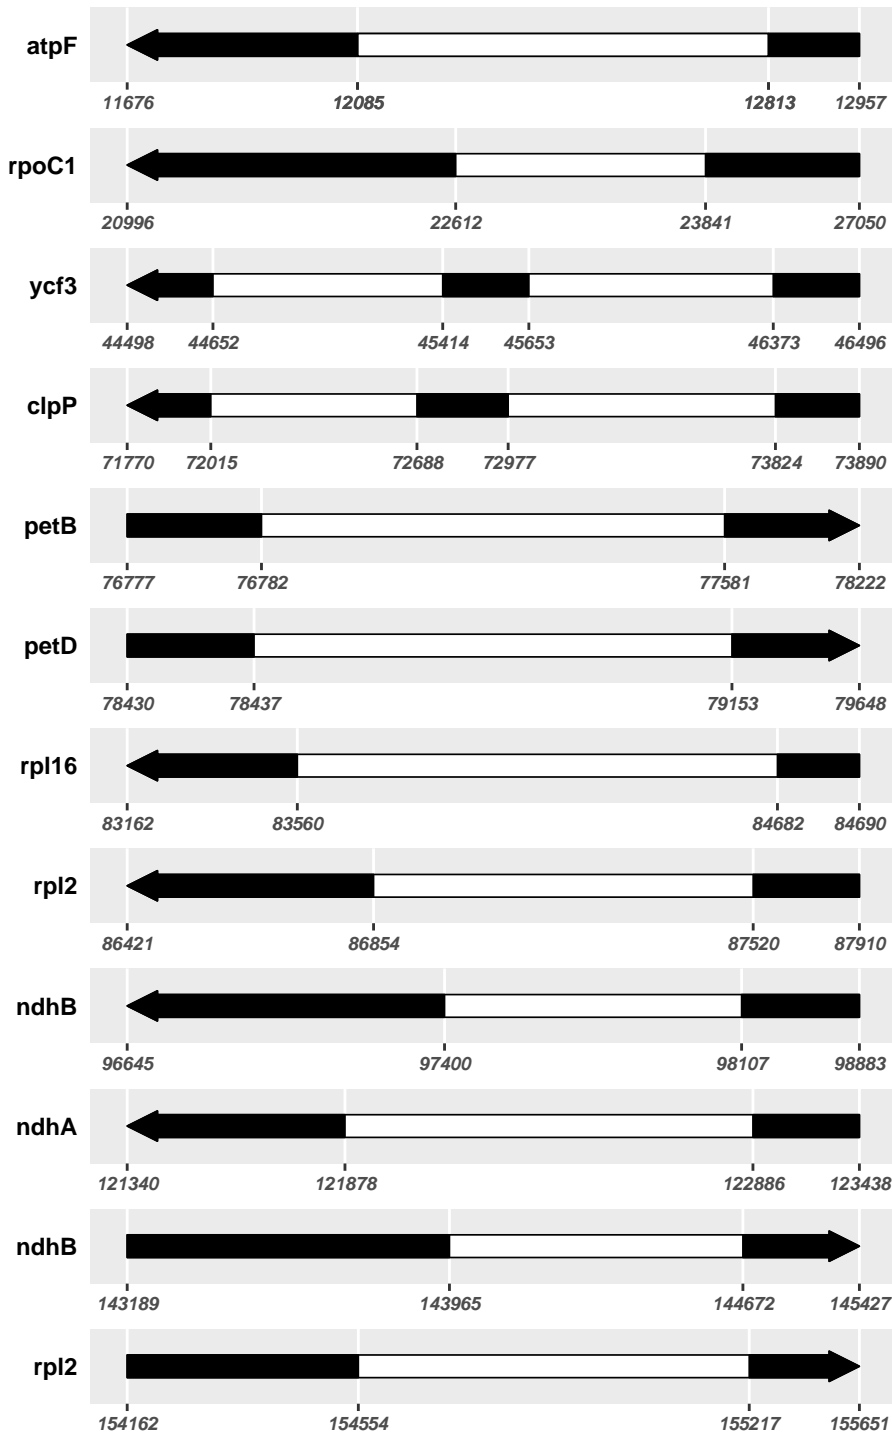 atpF
11676 12085 12813 12957
rpoC1
20996 22612 23841 27050
ycf3
44498 44652 45414 45653 46373 46496
clpP
71770 72015 72688 72977 73824 73890
petB
76777 76782 77581 78222
petD
78430 78437 79153 79648
rpl16
83162 83560 84682 84690
rpl2
86421 86854 87520 87910
ndhB
96645 97400 98107 98883
ndhA
121340 121878 122886 123438
ndhB
143189 143965 144672 145427
rpl2
154162 154554 155217 155651